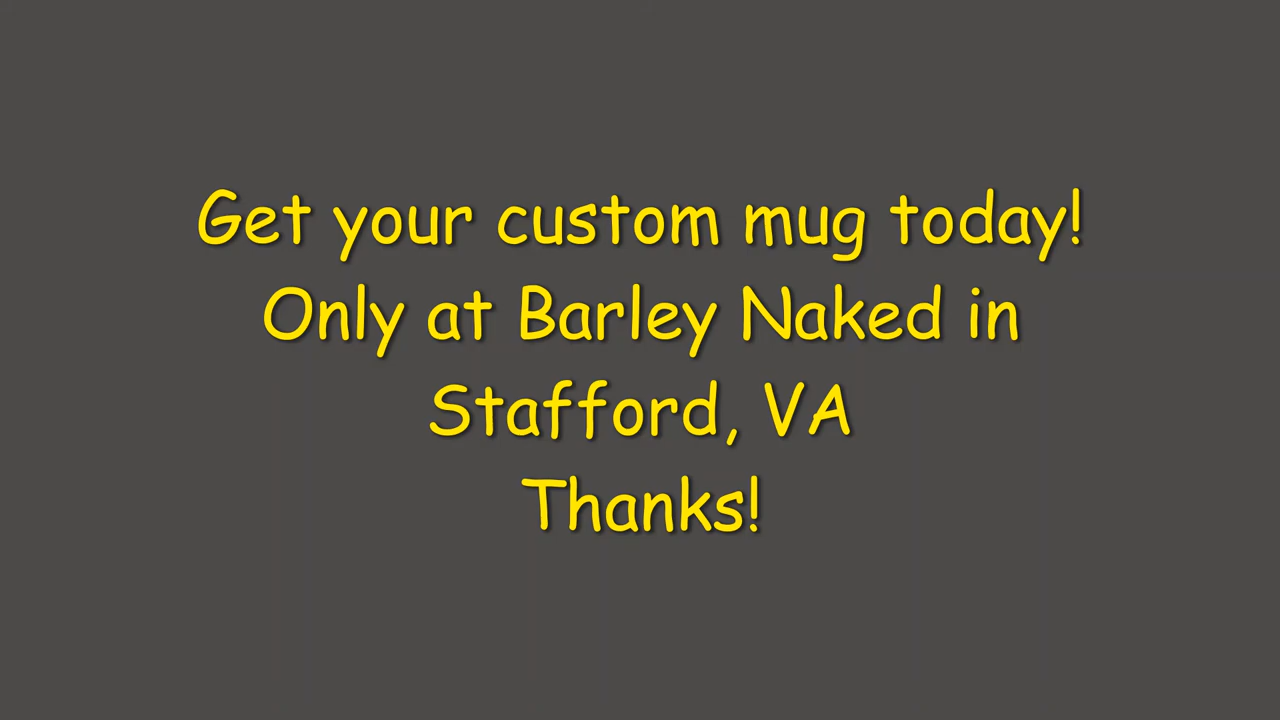 Get your custom mug today!
Only at Barley Naked in
Stafford, VA
Thanks!